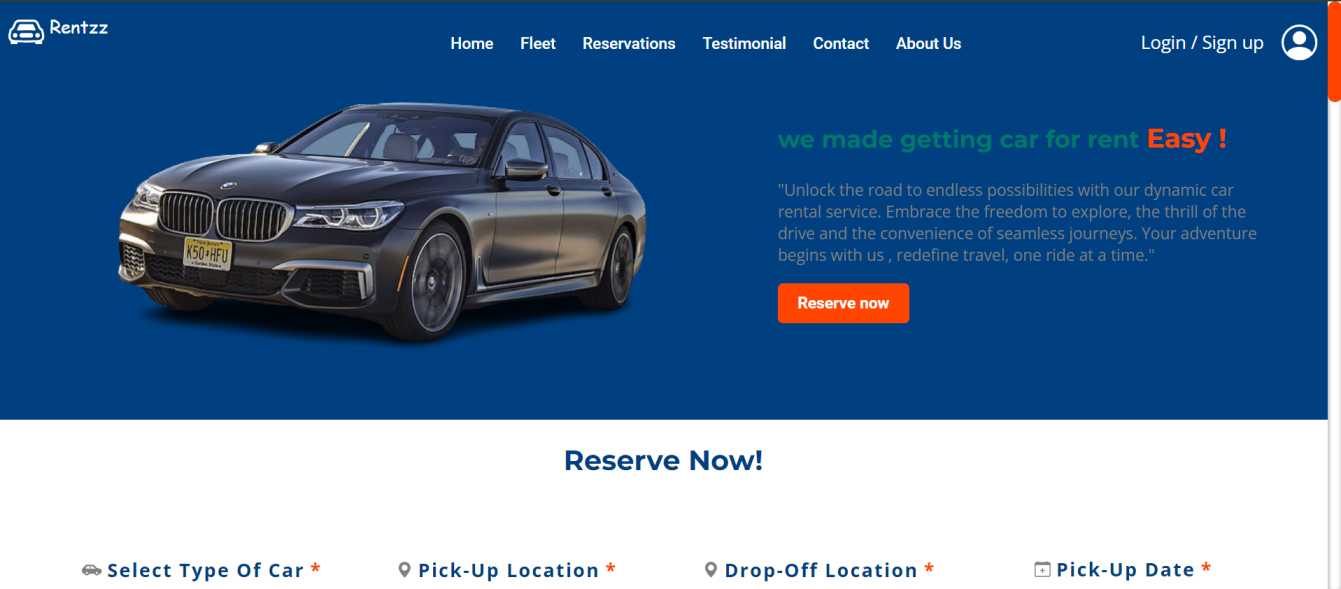 Rentzz
Home Fleet Reservations Testimonial Contact About Us
Login / Sign up
we made getting car for rent Easy !
"Unlock the road to endless possibilities with our dynamic car
rental service. Embrace the freedom to explore, the thrill of the
drive and the convenience of seamless journeys. Your adventure
begins with us , redefine travel, one ride at a time."
Reserve now
K50•HFU
Reserve Now!
Select Type Of Car *
Pick-Up Location *
Drop-Off Location *
Pick-Up Date *